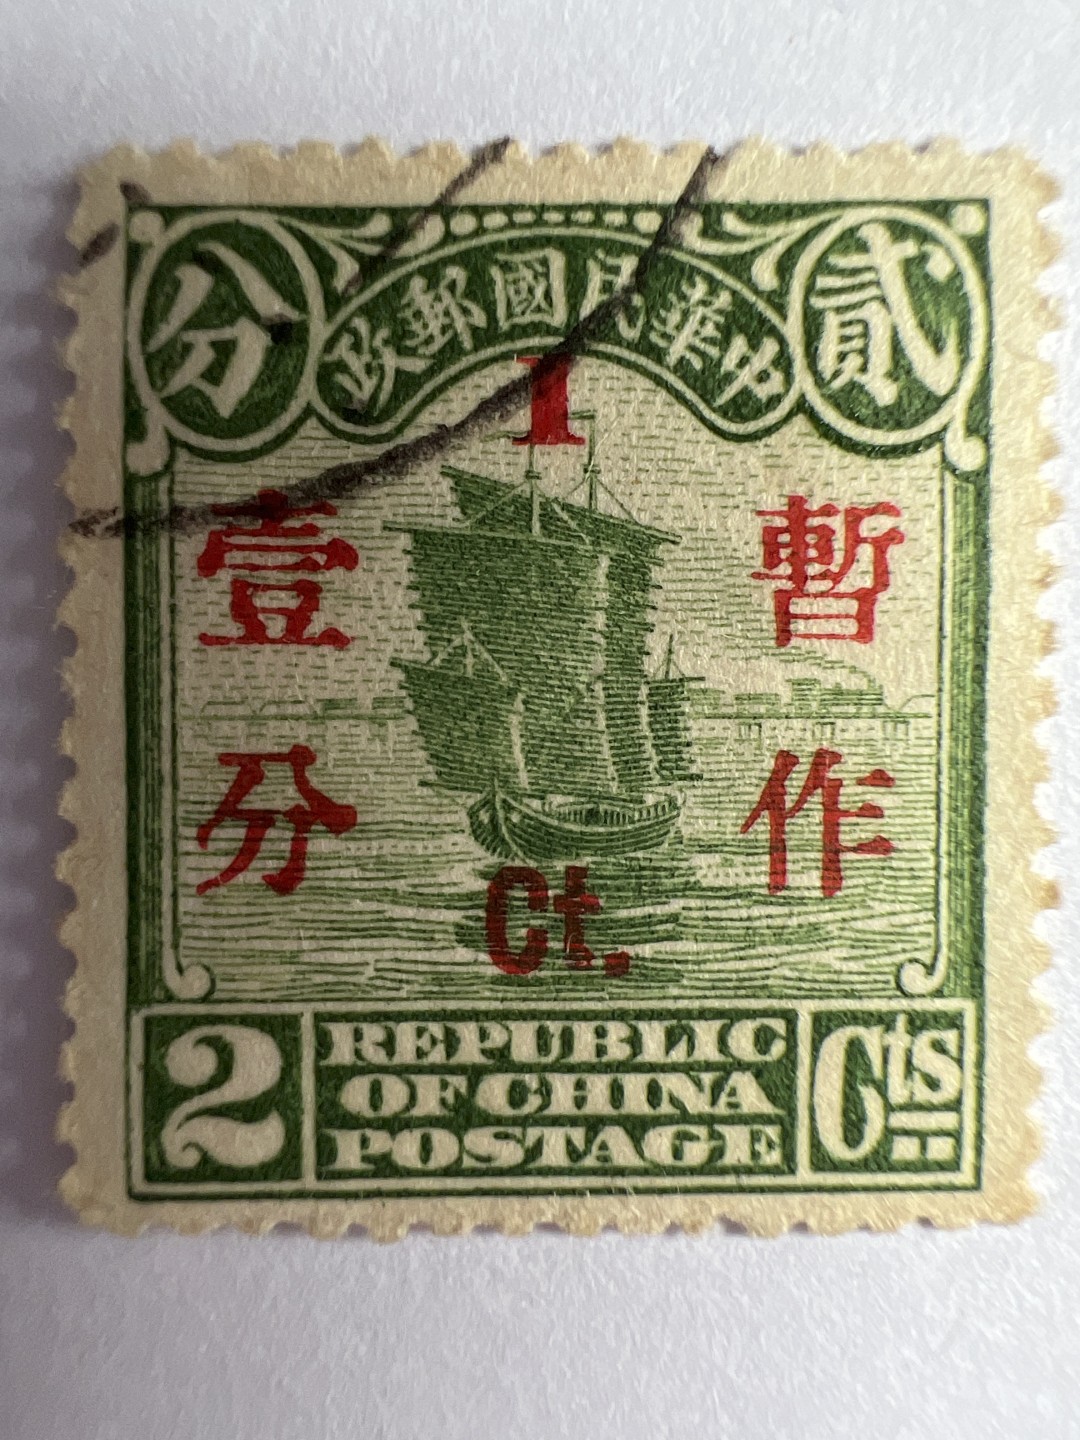 中華民國郵政
貳
分
1
暫作
壹分
Ct.
2
REPUBLIC
OF CHINA
POSTAGE
Cts